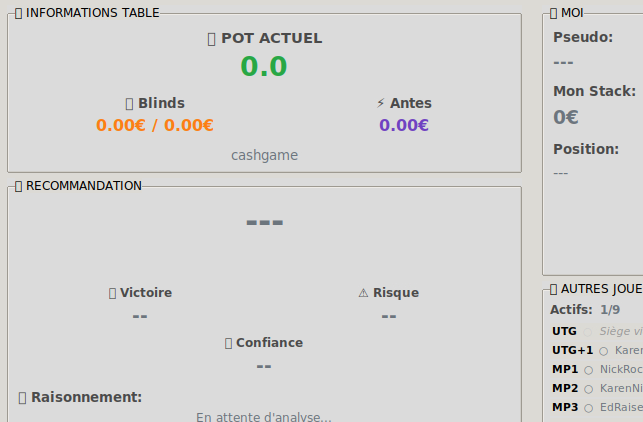 INFORMATIONS TABLE
POT ACTUEL
0.0
Blinds
Antes
0.00€ / 0.00€
0.00€
cashgame
RECOMMANDATION
---
Victoire
Risque
--
--
Confiance
--
Raisonnement:
En attente d'analyse...
MOI
Pseudo:
---
Mon Stack:
0€
Position:
---
AUTRES JOUE
Actifs: 1/9
UTG Siège vi
UTG+1 Karen
MP1 NickRoc
MP2 KarenNi
MP3 EdRaise